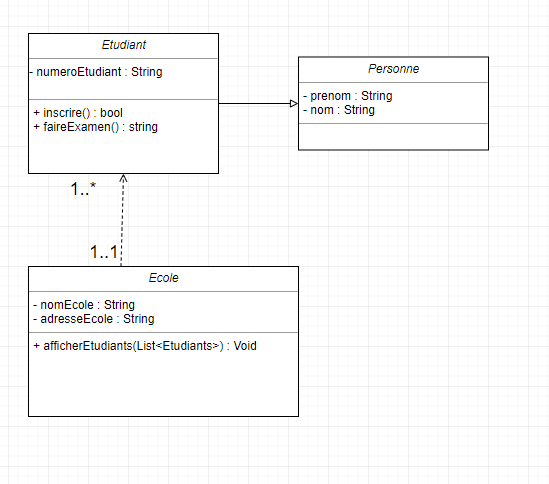 Etudiant
- numeroEtudiant : String
+ inscrire() : bool
+ faireExamen() : string
Personne
- prenom : String
- nom : String
1..*
1..1
Ecole
- nomEcole : String
- adresseEcole : String
+ afficherEtudiants(List<Etudiants>) : Void